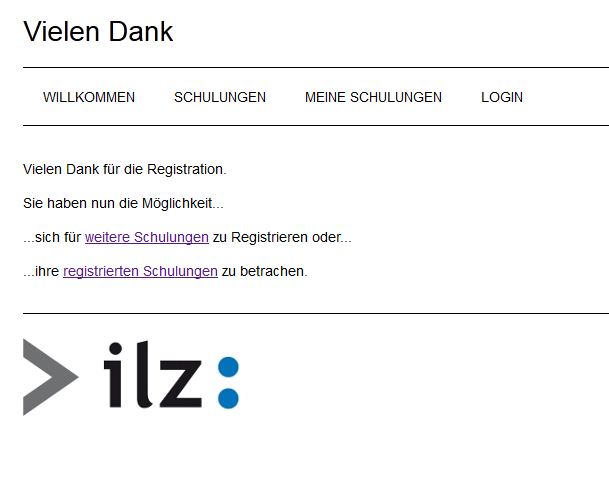 Vielen Dank
WILLKOMMEN SCHULUNGEN MEINE SCHULUNGEN LOGIN
Vielen Dank für die Registration.
Sie haben nun die Möglichkeit...
...sich für weitere Schulungen zu Registrieren oder...
...ihre registrierten Schulungen zu betrachen.
> ilz: